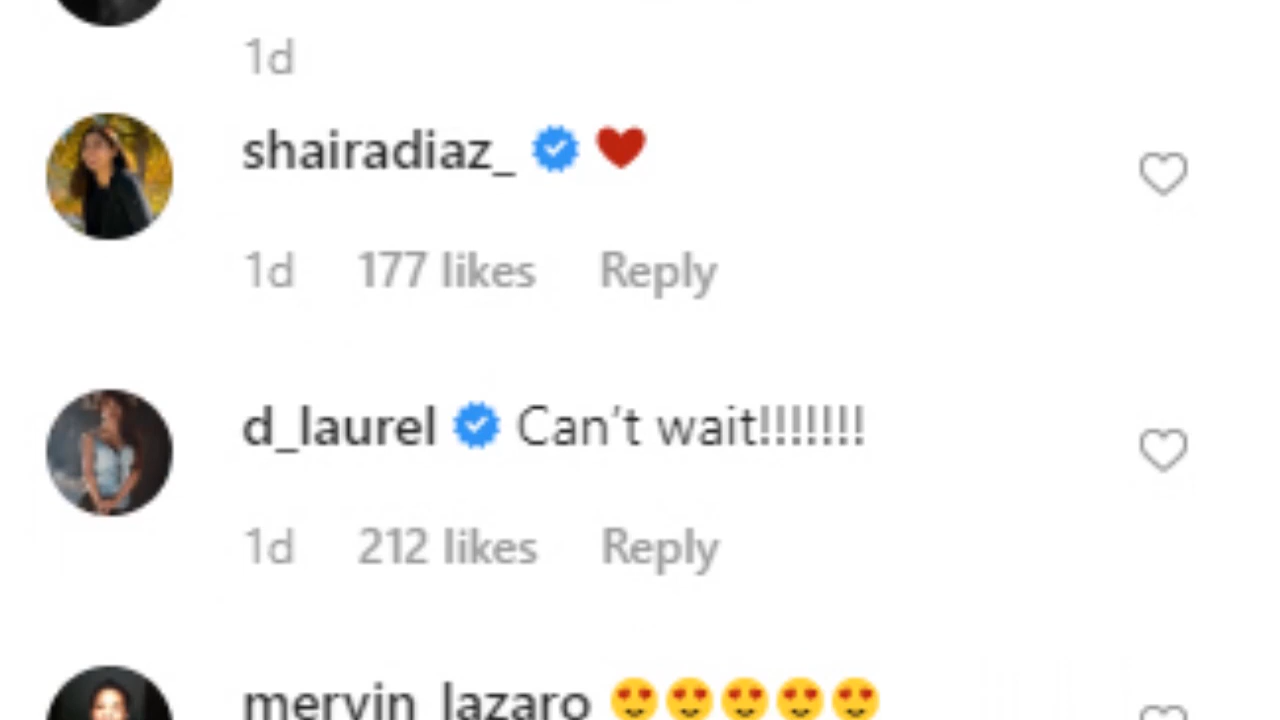 1d
shairadiaz_ ❤️
1d 177 likes Reply
d_laurel Can't wait!!!!!!!
1d 212 likes Reply
mervin_lazaro 😍😍😍😍😍